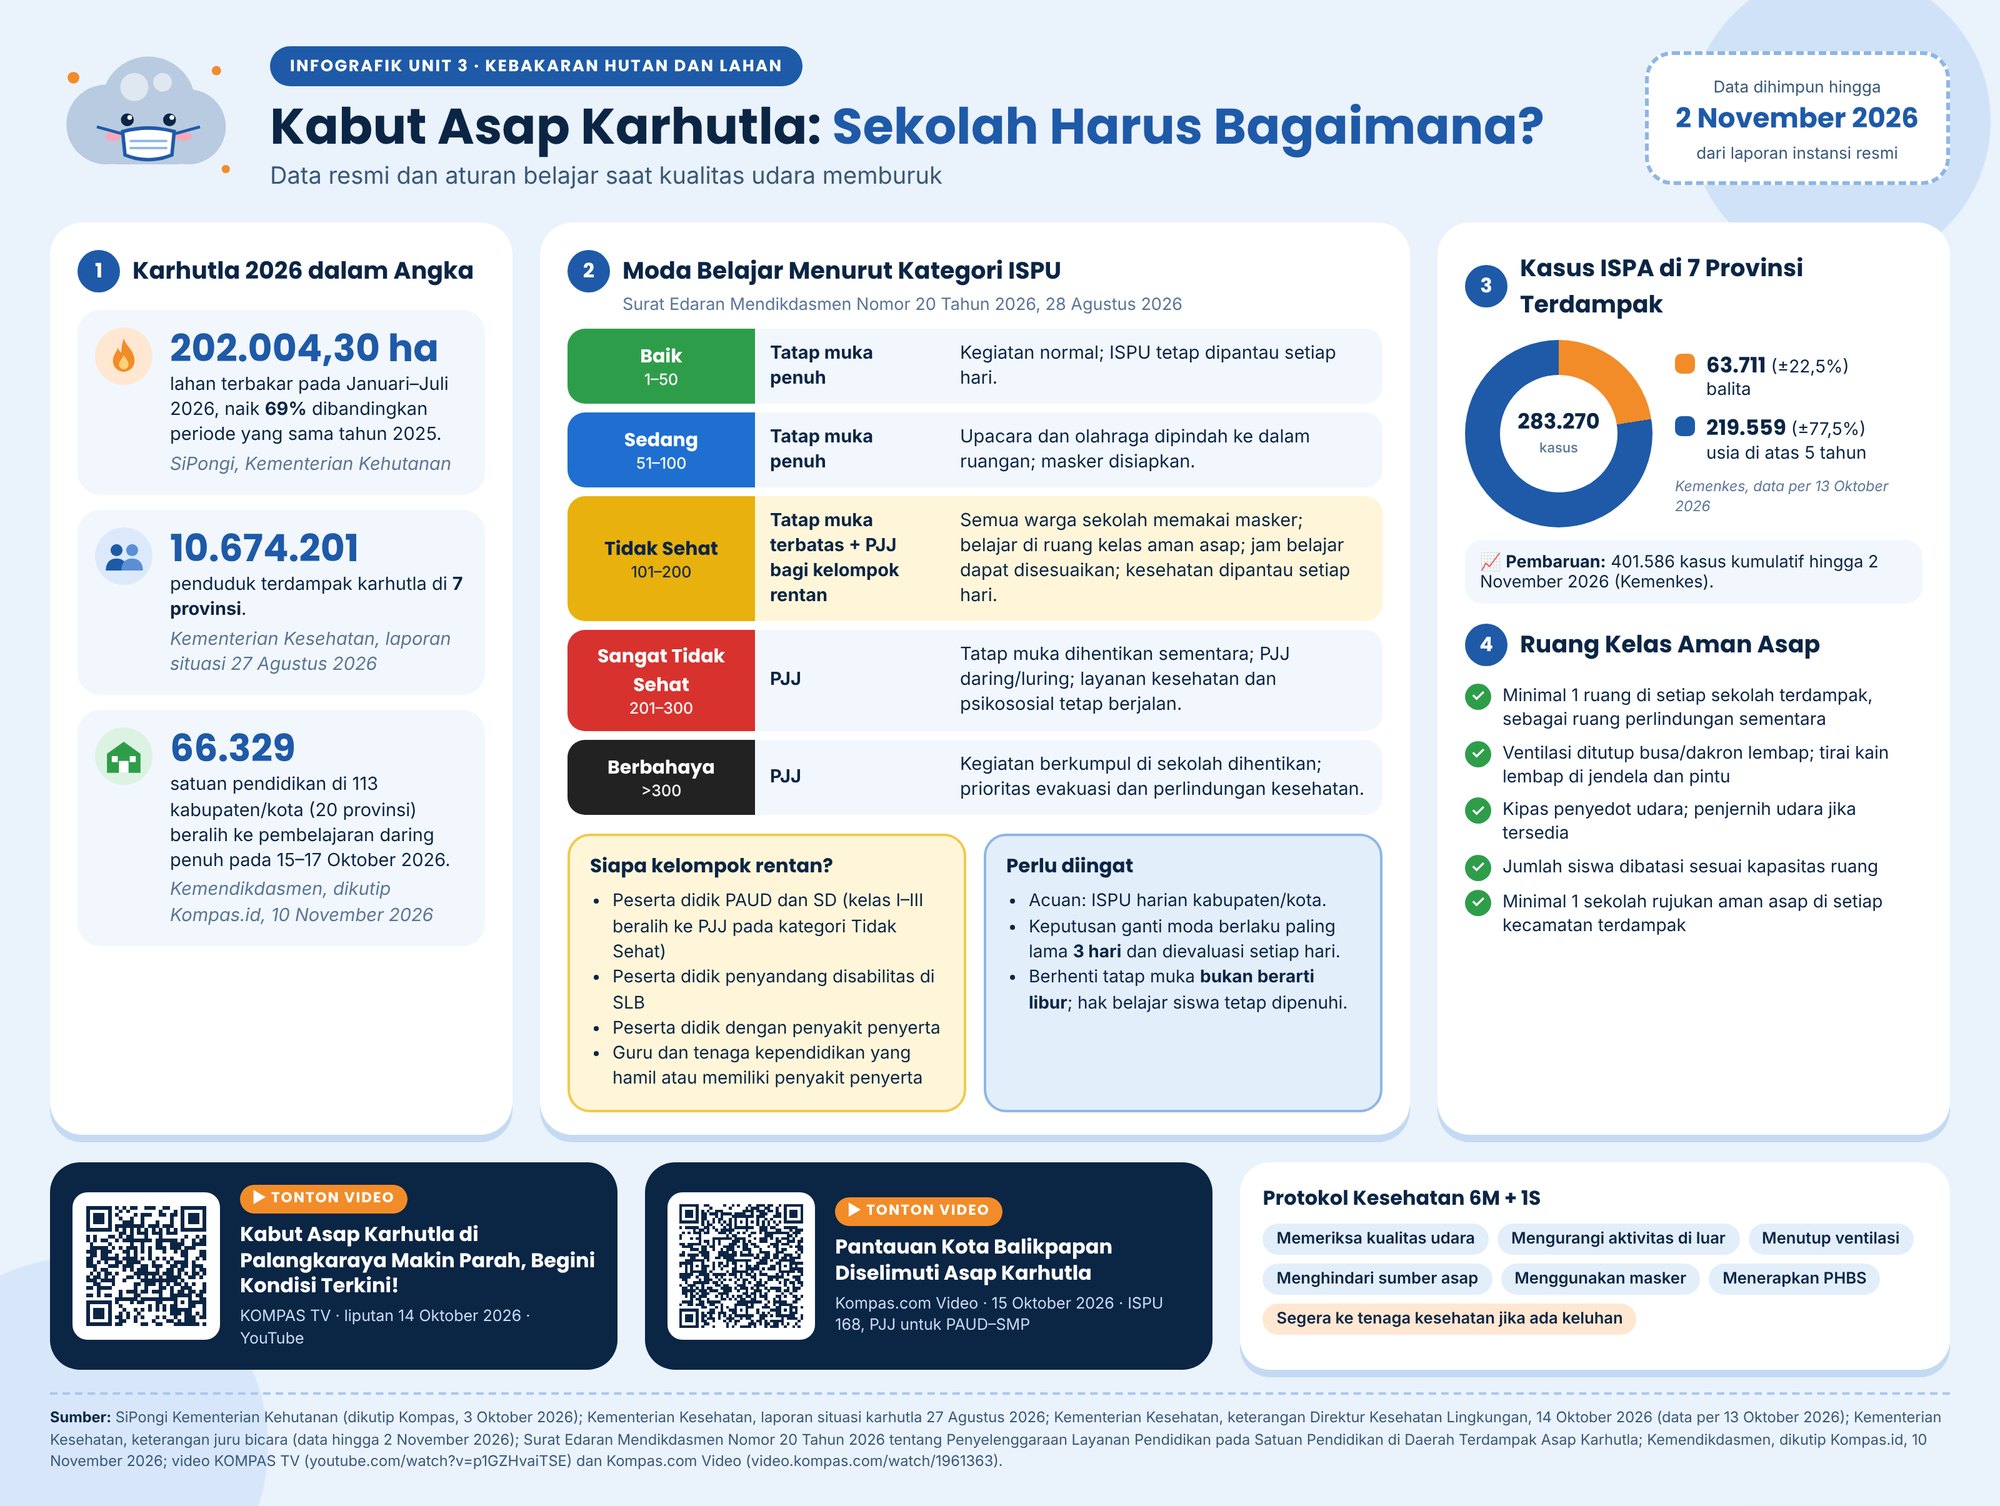 INFOGRAFIK UNIT 3 · KEBAKARAN HUTAN DAN LAHAN
Kabut Asap Karhutla: Sekolah Harus Bagaimana?
Data resmi dan aturan belajar saat kualitas udara memburuk
Data dihimpun hingga
2 November 2026
dari laporan instansi resmi
1 Karhutla 2026 dalam Angka
202.004,30 ha
lahan terbakar pada Januari–Juli
2026, naik 69% dibandingkan
periode yang sama tahun 2025.
SiPongi, Kementerian Kehutanan
10.674.201
penduduk terdampak karhutla di 7
provinsi.
Kementerian Kesehatan, laporan
situasi 27 Agustus 2026
66.329
satuan pendidikan di 113
kabupaten/kota (20 provinsi)
beralih ke pembelajaran daring
penuh pada 15–17 Oktober 2026.
Kemendikdasmen, dikutip
Kompas.id, 10 November 2026
2 Moda Belajar Menurut Kategori ISPU
Surat Edaran Mendikdasmen Nomor 20 Tahun 2026, 28 Agustus 2026
Baik
1–50
Tatap muka
penuh
Kegiatan normal; ISPU tetap dipantau setiap
hari.
Sedang
51–100
Tatap muka
penuh
Upacara dan olahraga dipindah ke dalam
ruangan; masker disiapkan.
Tidak Sehat
101–200
Tatap muka
terbatas + PJJ
bagi kelompok
rentan
Semua warga sekolah memakai masker;
belajar di ruang kelas aman asap; jam belajar
dapat disesuaikan; kesehatan dipantau setiap
hari.
Sangat Tidak
Sehat
201–300
PJJ
Tatap muka dihentikan sementara; PJJ
daring/luring; layanan kesehatan dan
psikososial tetap berjalan.
Berbahaya
>300
PJJ
Kegiatan berkumpul di sekolah dihentikan;
prioritas evakuasi dan perlindungan kesehatan.
Siapa kelompok rentan?
• Peserta didik PAUD dan SD (kelas I–III
beralih ke PJJ pada kategori Tidak
Sehat)
• Peserta didik penyandang disabilitas di
SLB
• Peserta didik dengan penyakit penyerta
• Guru dan tenaga kependidikan yang
hamil atau memiliki penyakit penyerta
Perlu diingat
• Acuan: ISPU harian kabupaten/kota.
• Keputusan ganti moda berlaku paling
lama 3 hari dan dievaluasi setiap hari.
• Berhenti tatap muka bukan berarti
libur; hak belajar siswa tetap dipenuhi.
3 Kasus ISPA di 7 Provinsi
Terdampak
283.270
kasus
63.711 (±22,5%)
balita
219.559 (±77,5%)
usia di atas 5 tahun
Kemenkes, data per 13 Oktober
2026
📈 Pembaruan: 401.586 kasus kumulatif hingga 2
November 2026 (Kemenkes).
4 Ruang Kelas Aman Asap
Minimal 1 ruang di setiap sekolah terdampak,
sebagai ruang perlindungan sementara
Ventilasi ditutup busa/dakron lembap; tirai kain
lembap di jendela dan pintu
Kipas penyedot udara; penjernih udara jika
tersedia
Jumlah siswa dibatasi sesuai kapasitas ruang
Minimal 1 sekolah rujukan aman asap di setiap
kecamatan terdampak
▶ TONTON VIDEO
Kabut Asap Karhutla di
Palangkaraya Makin Parah, Begini
Kondisi Terkini!
KOMPAS TV · liputan 14 Oktober 2026 ·
YouTube
▶ TONTON VIDEO
Pantauan Kota Balikpapan
Diselimuti Asap Karhutla
Kompas.com Video · 15 Oktober 2026 · ISPU
168, PJJ untuk PAUD–SMP
Protokol Kesehatan 6M + 1S
Memeriksa kualitas udara
Mengurangi aktivitas di luar
Menutup ventilasi
Menghindari sumber asap
Menggunakan masker
Menerapkan PHBS
Segera ke tenaga kesehatan jika ada keluhan
Sumber: SiPongi Kementerian Kehutanan (dikutip Kompas, 3 Oktober 2026); Kementerian Kesehatan, laporan situasi karhutla 27 Agustus 2026; Kementerian Kesehatan, keterangan Direktur Kesehatan Lingkungan, 14 Oktober 2026 (data per 13 Oktober 2026); Kementerian
Kesehatan, keterangan juru bicara (data hingga 2 November 2026); Surat Edaran Mendikdasmen Nomor 20 Tahun 2026 tentang Penyelenggaraan Layanan Pendidikan pada Satuan Pendidikan di Daerah Terdampak Asap Karhutla; Kemendikdasmen, dikutip Kompas.id, 10
November 2026; video KOMPAS TV (youtube.com/watch?v=p1GZHvaiTSE) dan Kompas.com Video (video.kompas.com/watch/1961363).